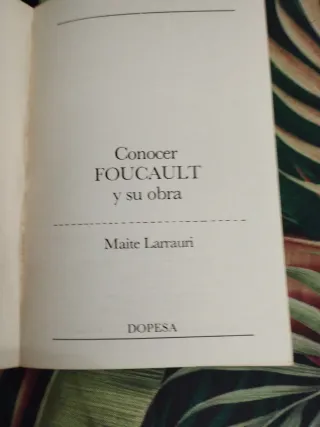 Conocer
FOUCAULT
y su obra
Maite Larrauri
DOPESA